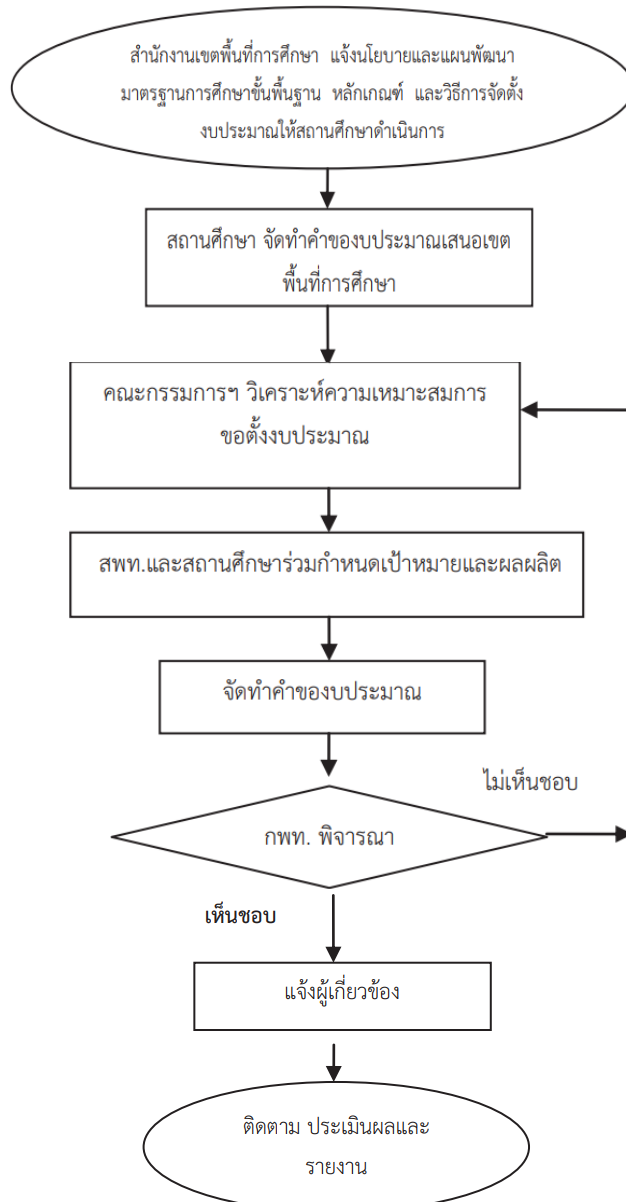 สำนักงานเขตพื้นที่การศึกษา แจ้งนโยบายและแผนพัฒนา
มาตรฐานการศึกษาขั้นพื้นฐาน หลักเกณฑ์ และวิธีการจัดตั้ง
งบประมาณให้สถานศึกษาดำเนินการ
สถานศึกษา จัดทำคำของบประมาณเสนอเขต
พื้นที่การศึกษา
คณะกรรมการฯ วิเคราะห์ความเหมาะสมการ
ขอตั้งงบประมาณ
สพท.และสถานศึกษาร่วมกำหนดเป้าหมายและผลผลิต
จัดทำคำของบประมาณ
ไม่เห็นชอบ
กพท. พิจารณา
เห็นชอบ
แจ้งผู้เกี่ยวข้อง
ติดตาม ประเมินผลและ
รายงาน